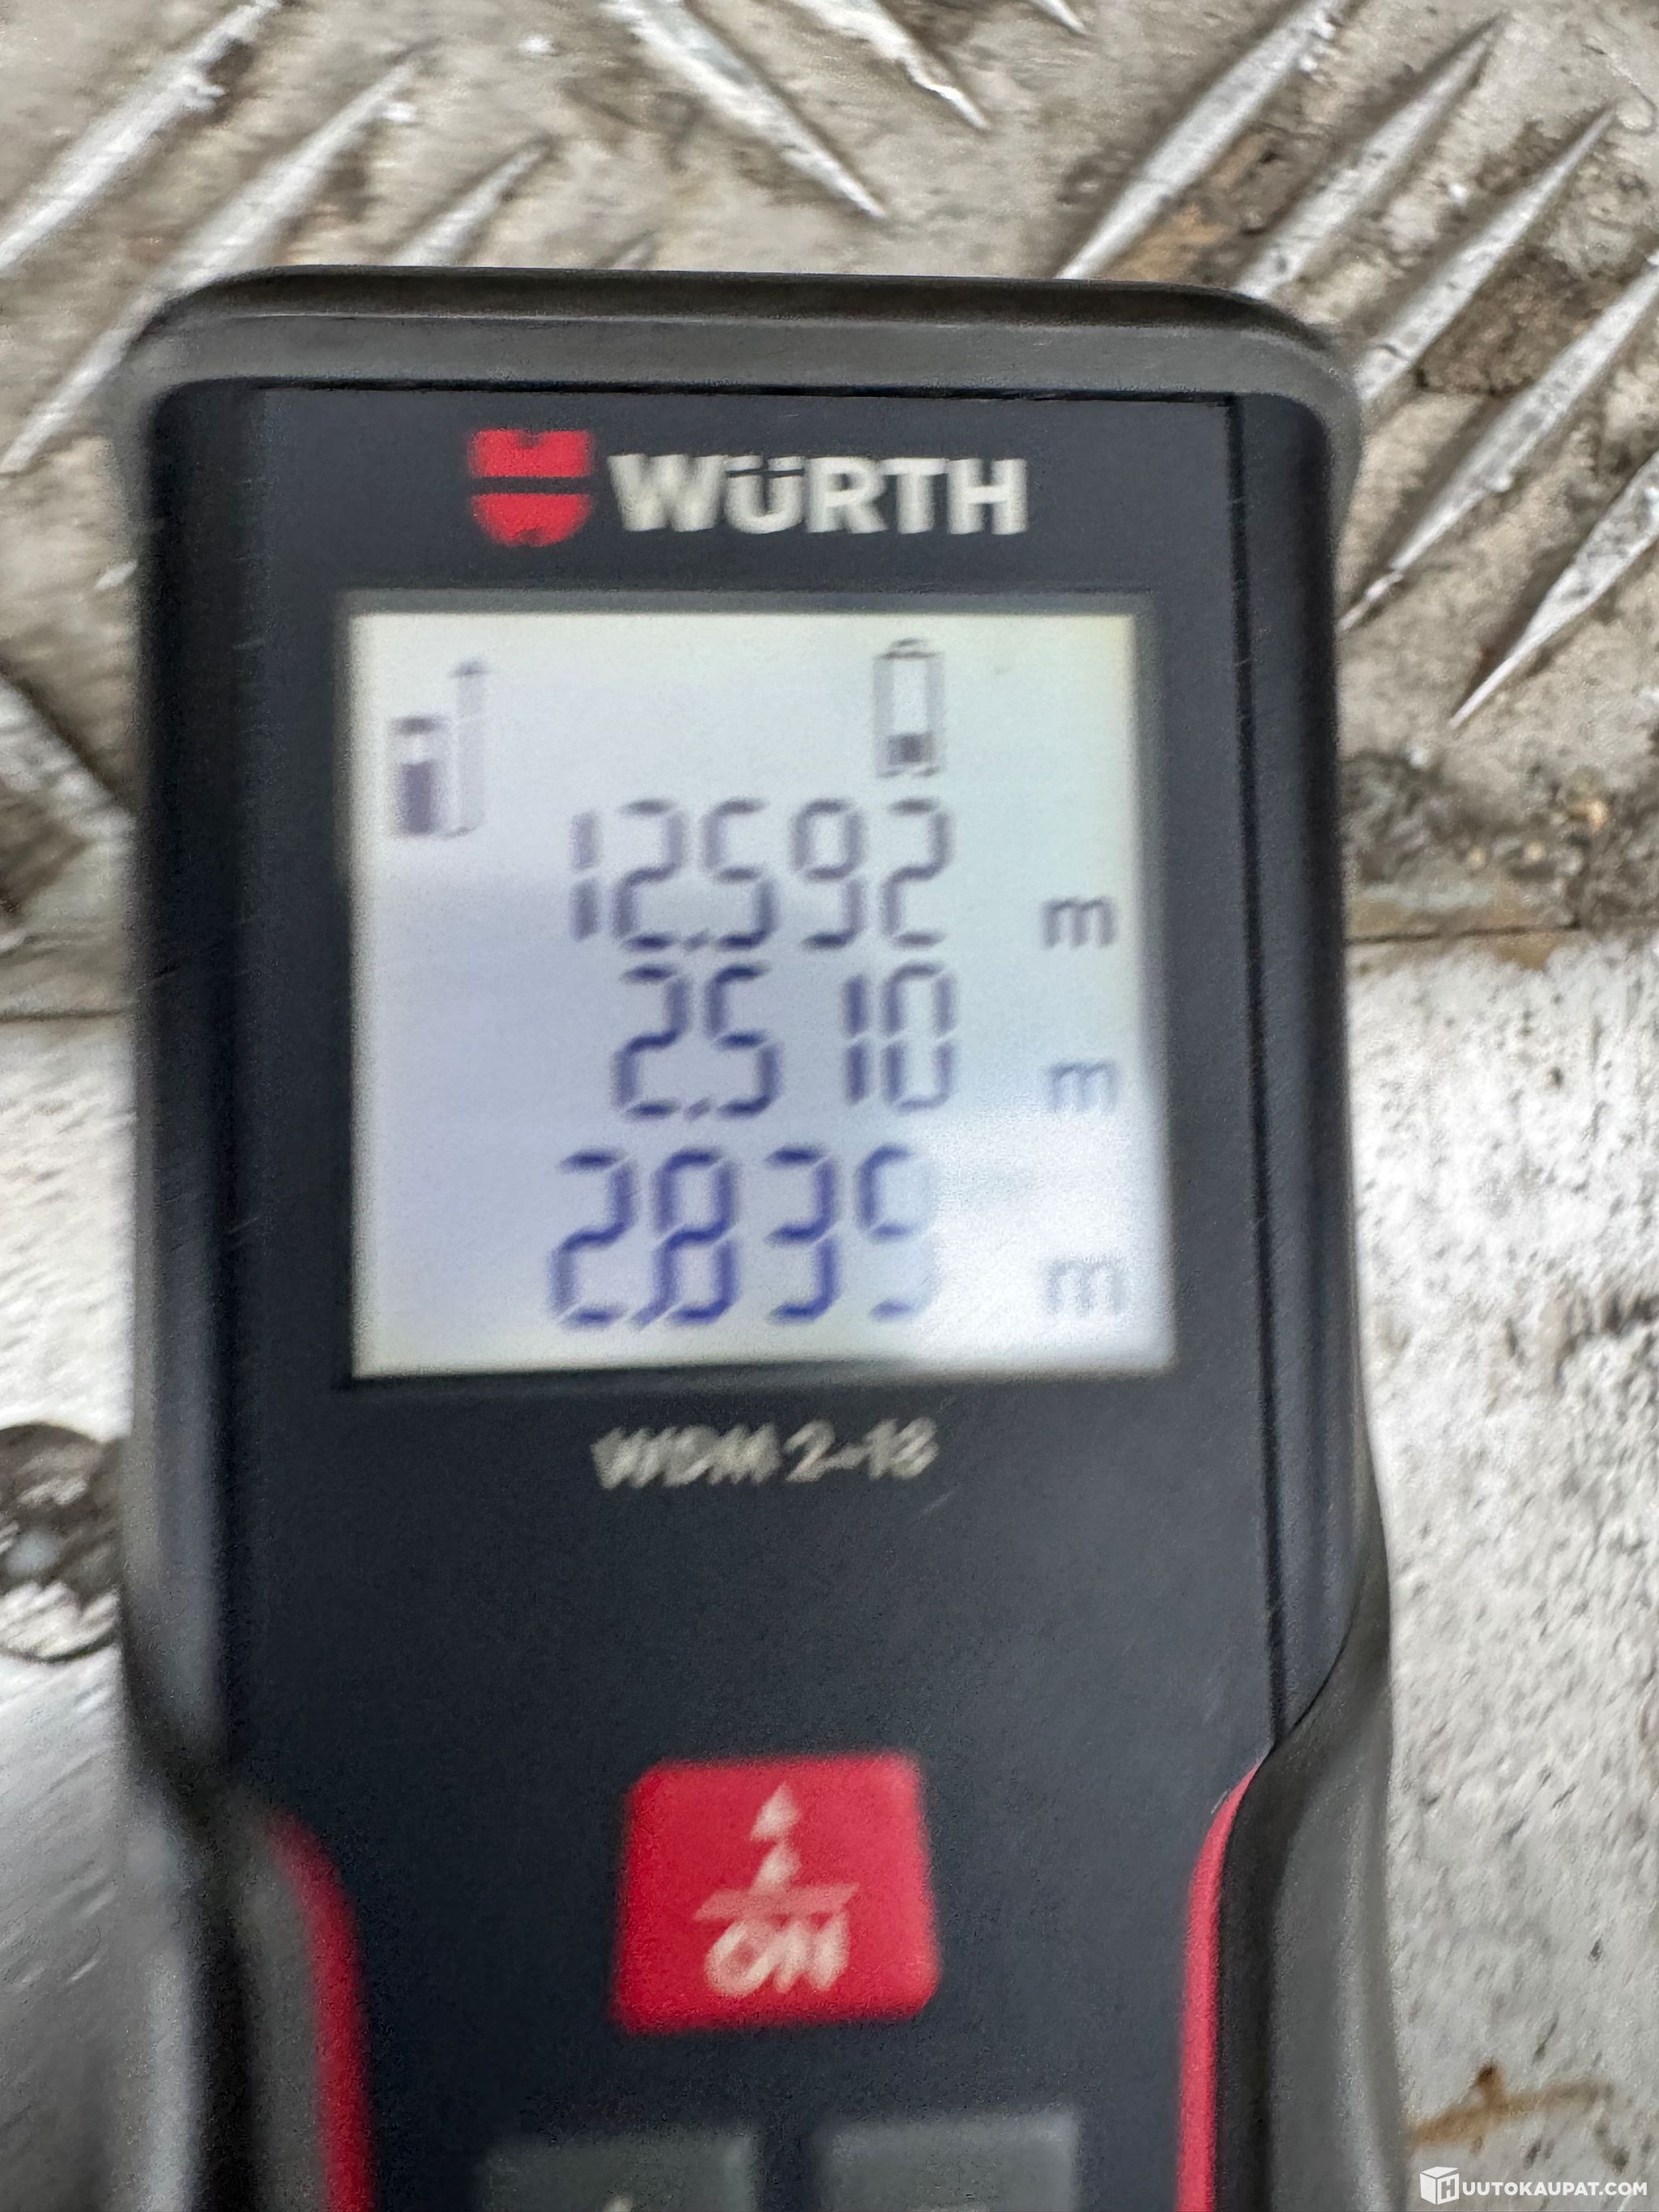 WÜRTH
12.592 m
2.510 m
2.839 m
WDM 2-18
ON
HUUTOKAUPAT.COM